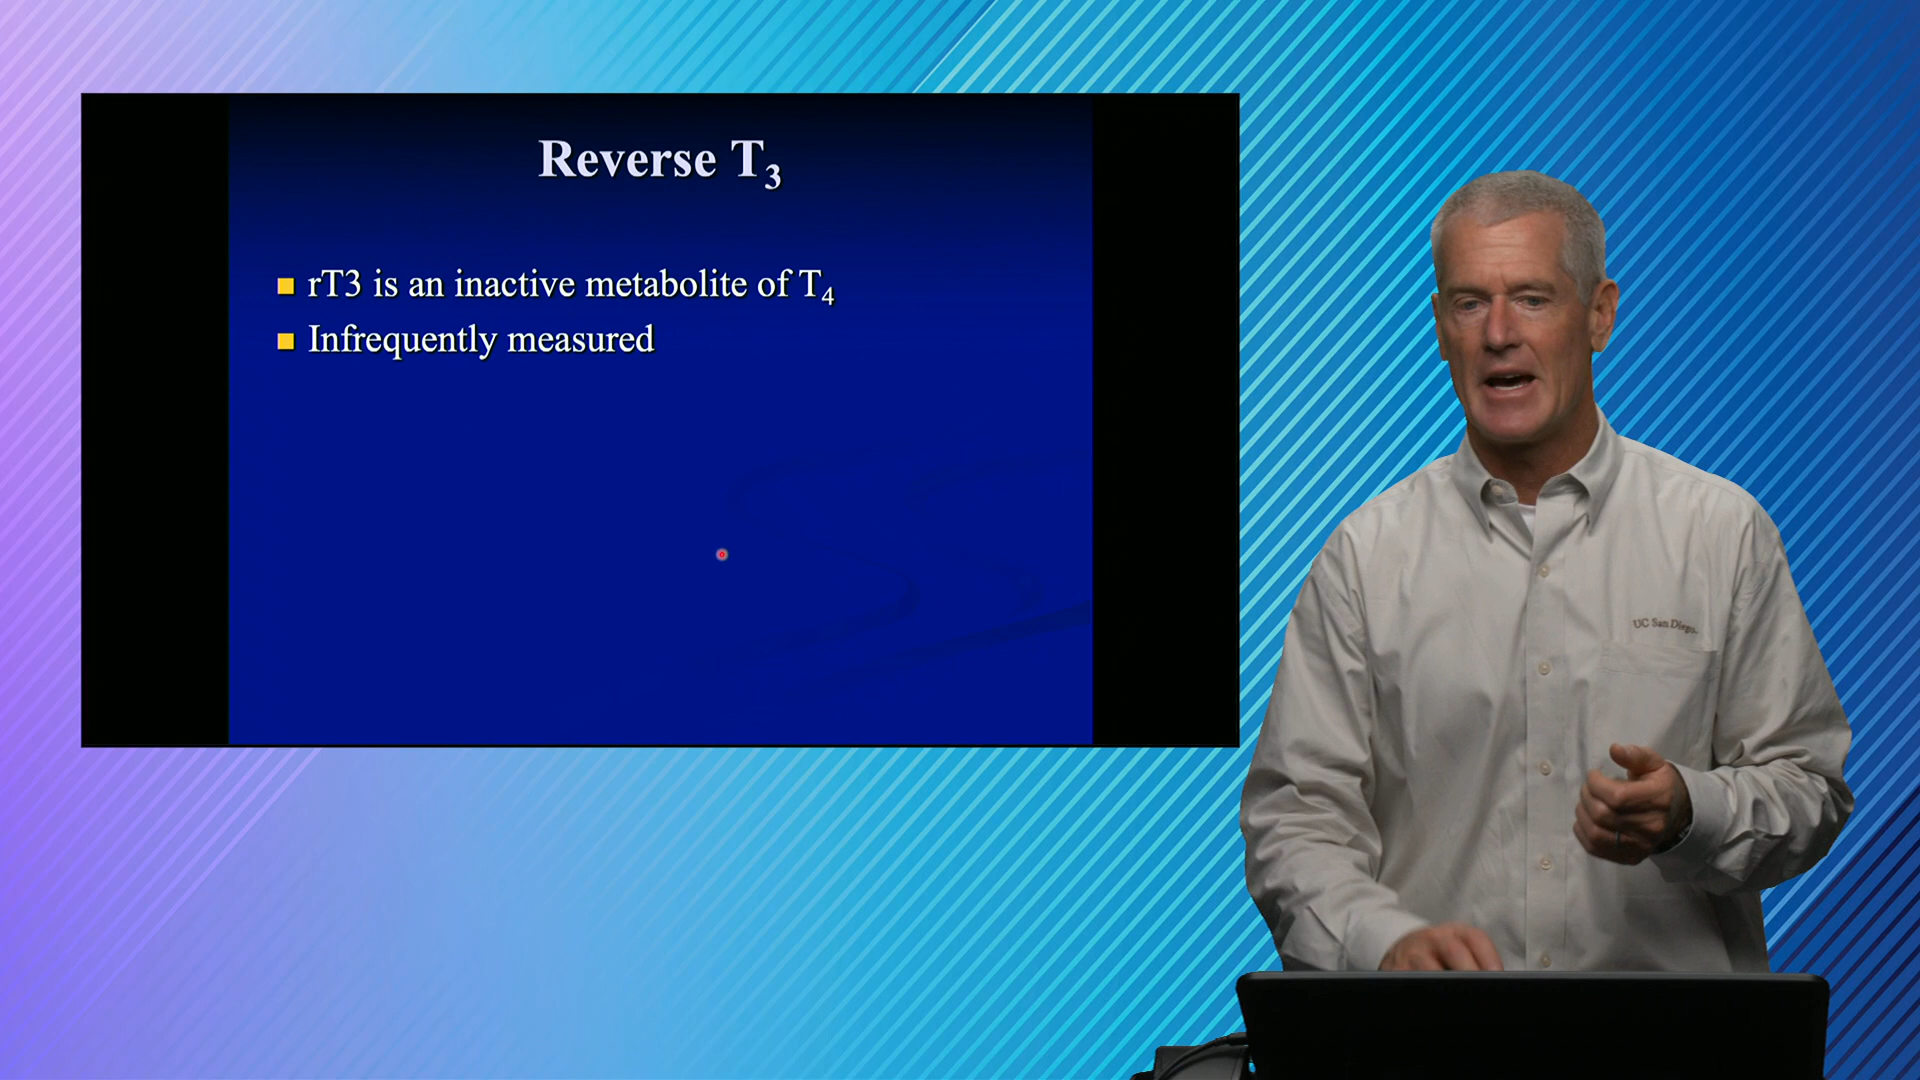 Reverse T₃
rT3 is an inactive metabolite of T₄
Infrequently measured
UC San Diego